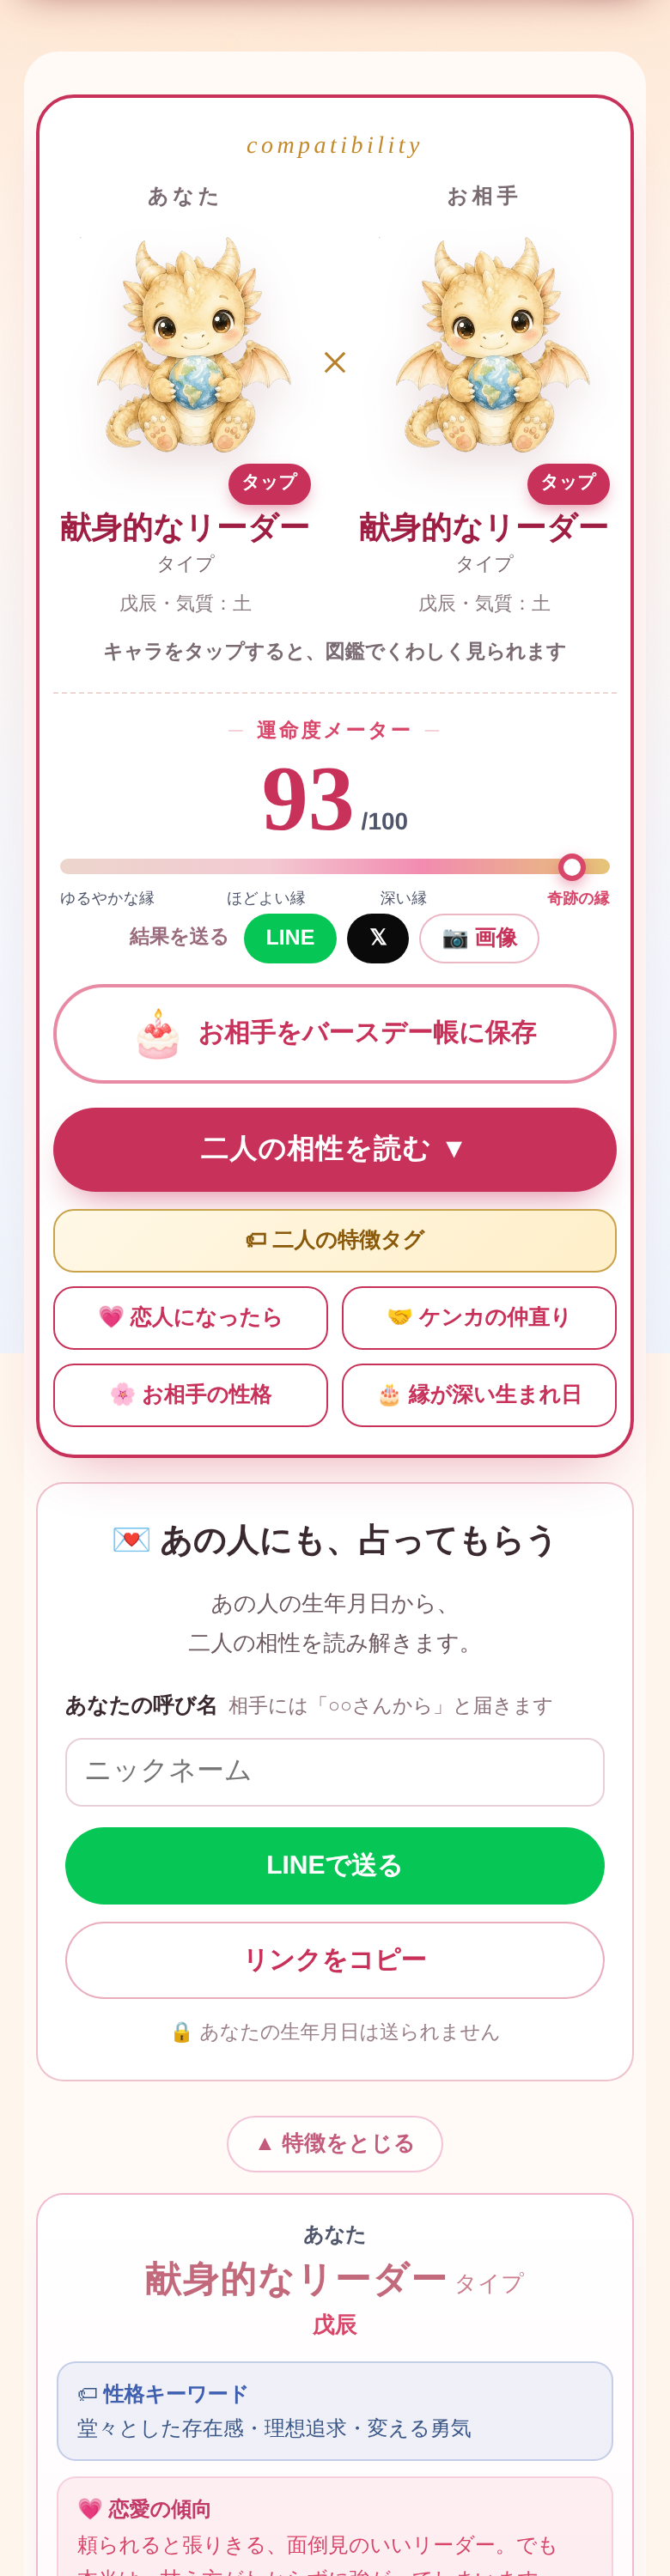 compatibility
あなた
お相手
×
タップ
タップ
献身的なリーダー
献身的なリーダー
タイプ
タイプ
戊辰・気質：土
戊辰・気質：土
キャラをタップすると、図鑑でくわしく見られます
運命度メーター
93 /100
ゆるやかな縁 ほどよい縁 深い縁 奇跡の縁
結果を送る LINE 𝕏 📷 画像
🎂 お相手をバースデー帳に保存
二人の相性を読む ▼
🏷 二人の特徴タグ
💗 恋人になったら
🤝 ケンカの仲直り
🌸 お相手の性格
🎂 縁が深い生まれ日
💌 あの人にも、占ってもらう
あの人の生年月日から、
二人の相性を読み解きます。
あなたの呼び名 相手には「○○さんから」と届きます
ニックネーム
LINEで送る
リンクをコピー
🔒 あなたの生年月日は送られません
▲ 特徴をとじる
あなた
献身的なリーダー タイプ
戊辰
🏷 性格キーワード
堂々とした存在感・理想追求・変える勇気
💗 恋愛の傾向
頼られると張りきる、面倒見のいいリーダー。でも